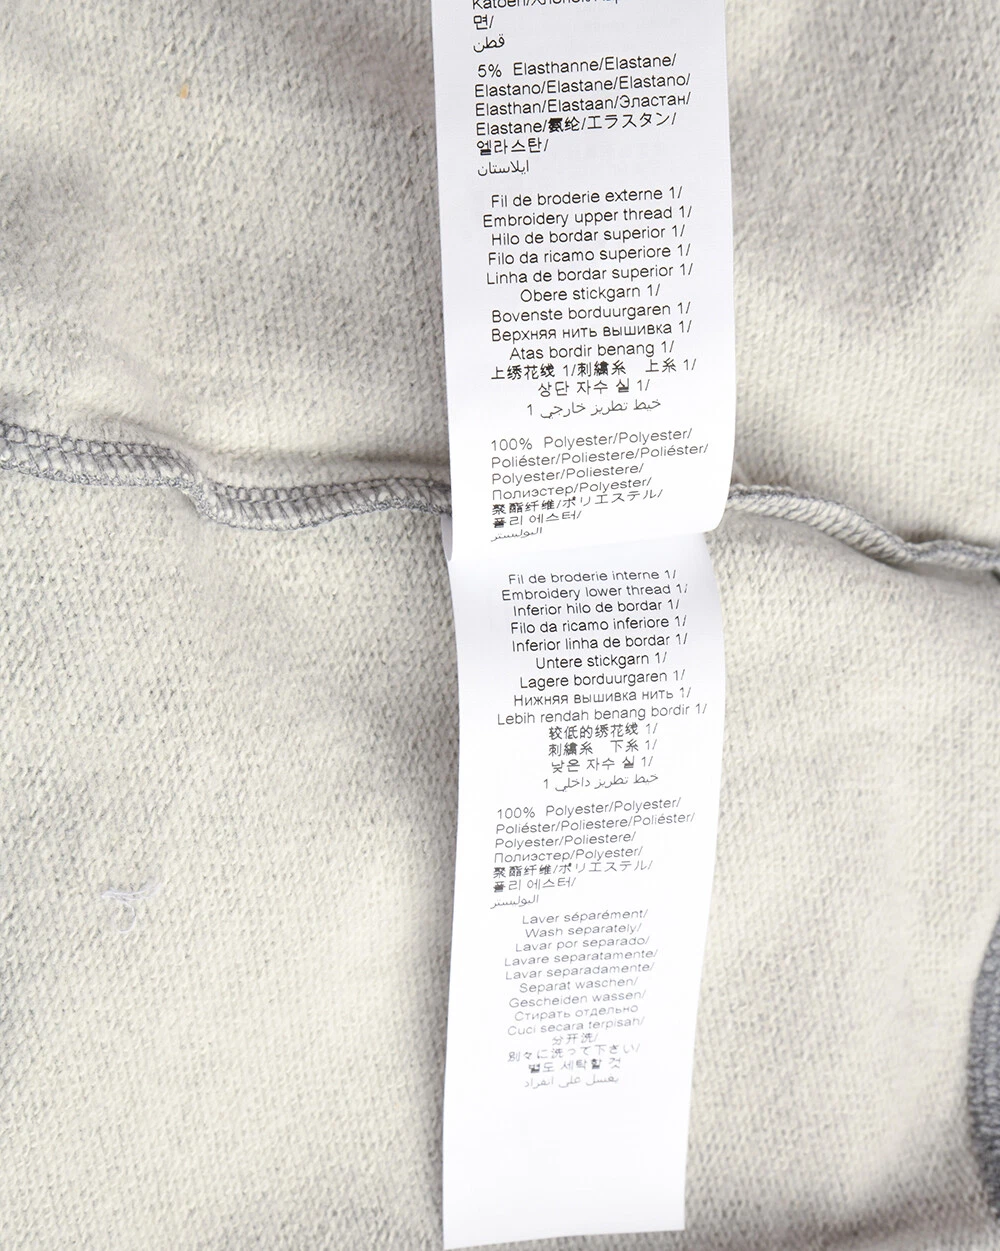 Katoen/Хлопок/
면/
قطن
5% Elasthanne/Elastane/
Elastano/Elastane/Elastano/
Elasthan/Elastaan/Эластан/
Elastane/氨纶/エラスタン/
엘라스탄/
ايلاستان
Fil de broderie externe 1/
Embroidery upper thread 1/
Hilo de bordar superior 1/
Filo da ricamo superiore 1/
Linha de bordar superior 1/
Obere stickgarn 1/
Bovenste borduurgaren 1/
Верхняя нить вышивка 1/
Atas bordir benang 1/
上绣花线 1/刺繍糸 上糸 1/
상단 자수 실 1/
خيط تطريز خارجي 1
100% Polyester/Polyester/
Poliéster/Poliestere/Poliéster/
Polyester/Poliestere/
Полиэстер/Polyester/
聚酯纤维/ポリエステル/
폴리 에스터/
البوليستر
Fil de broderie interne 1/
Embroidery lower thread 1/
Inferior hilo de bordar 1/
Filo da ricamo inferiore 1/
Inferior linha de bordar 1/
Untere stickgarn 1/
Lagere borduurgaren 1/
Нижняя вышивка нить 1/
Lebih rendah benang bordir 1/
较低的绣花线 1/
刺繍糸 下糸 1/
낮은 자수 실 1/
خيط تطريز داخلي 1
100% Polyester/Polyester/
Poliéster/Poliestere/Poliéster/
Polyester/Poliestere/
Полиэстер/Polyester/
聚酯纤维/ポリエステル/
폴리 에스터/
البوليستر
Laver séparément/
Wash separately/
Lavar por separado/
Lavare separatamente/
Lavar separadamente/
Separat waschen/
Gescheiden wassen/
Стирать отдельно
Cuci secara terpisah/
分开洗/
別々に洗って下さい/
별도 세탁할 것
يغسل على انفراد